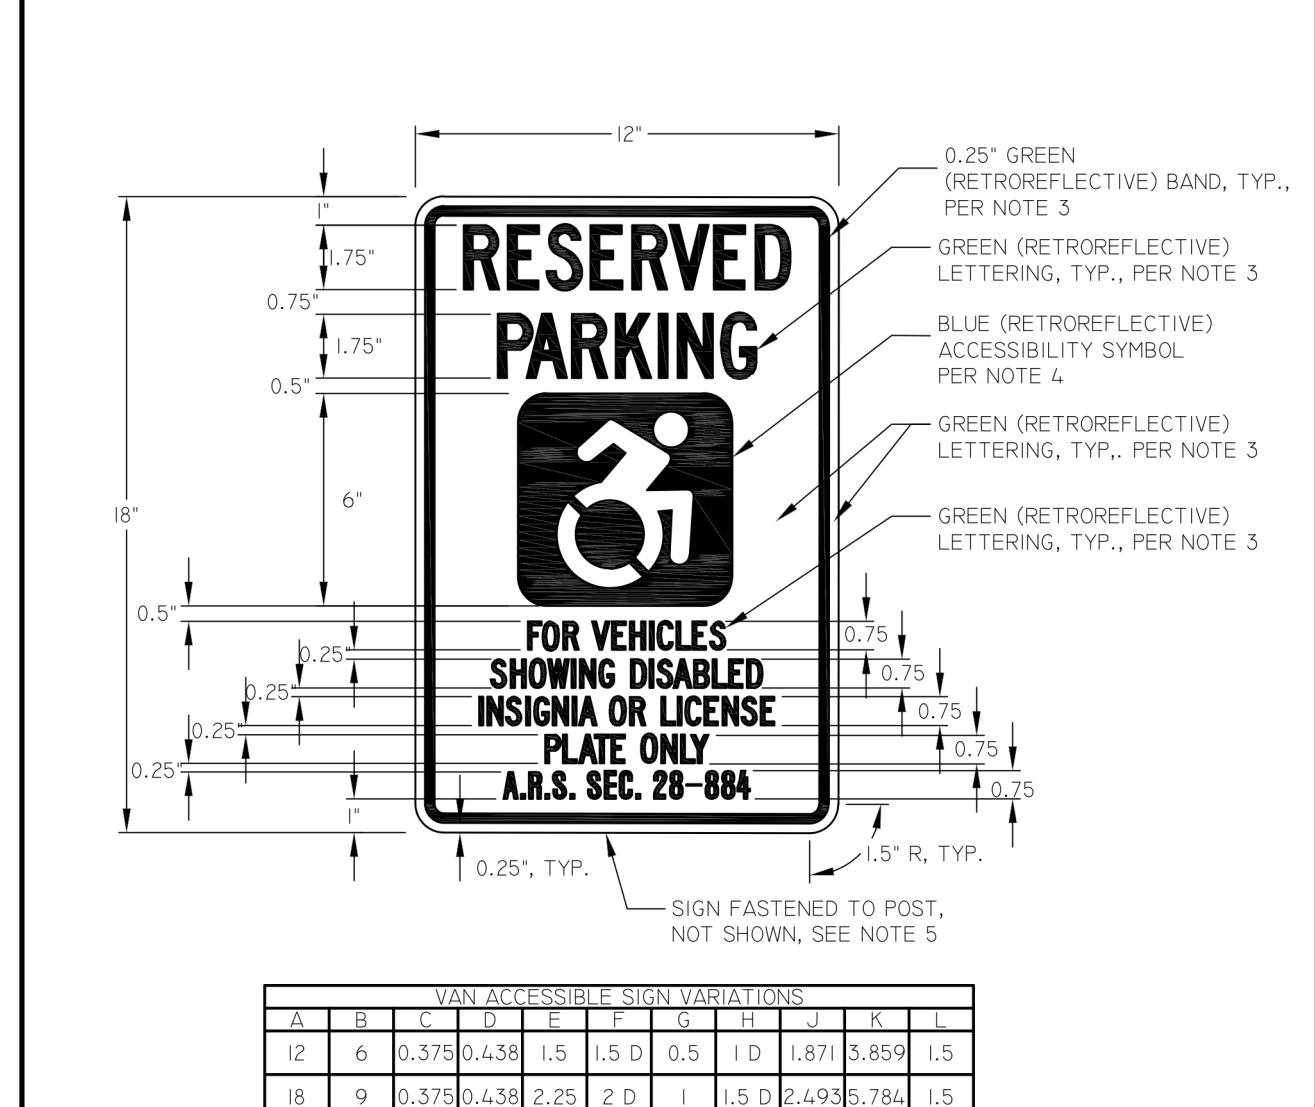 12"
0.25" GREEN
(RETROREFLECTIVE) BAND, TYP.,
PER NOTE 3
1"
1.75"
0.75"
1.75"
0.5"
6"
18"
RESERVED
PARKING
GREEN (RETROREFLECTIVE)
LETTERING, TYP., PER NOTE 3
BLUE (RETROREFLECTIVE)
ACCESSIBILITY SYMBOL
PER NOTE 4
GREEN (RETROREFLECTIVE)
LETTERING, TYP,. PER NOTE 3
GREEN (RETROREFLECTIVE)
LETTERING, TYP., PER NOTE 3
0.5"
0.25"
0.25"
0.25"
0.25"
1"
FOR VEHICLES
SHOWING DISABLED
INSIGNIA OR LICENSE
PLATE ONLY
A.R.S. SEC. 28-884
0.75
0.75
0.75
0.75
0.75
0.25", TYP.
1.5" R, TYP.
SIGN FASTENED TO POST,
NOT SHOWN, SEE NOTE 5
VAN ACCESSIBLE SIGN VARIATIONS
A B C D E F G H J K L
12 6 0.375 0.438 1.5 1.5 D 0.5 1 D 1.871 3.859 1.5
18 9 0.375 0.438 2.25 2 D 1 1.5 D 2.493 5.784 1.5